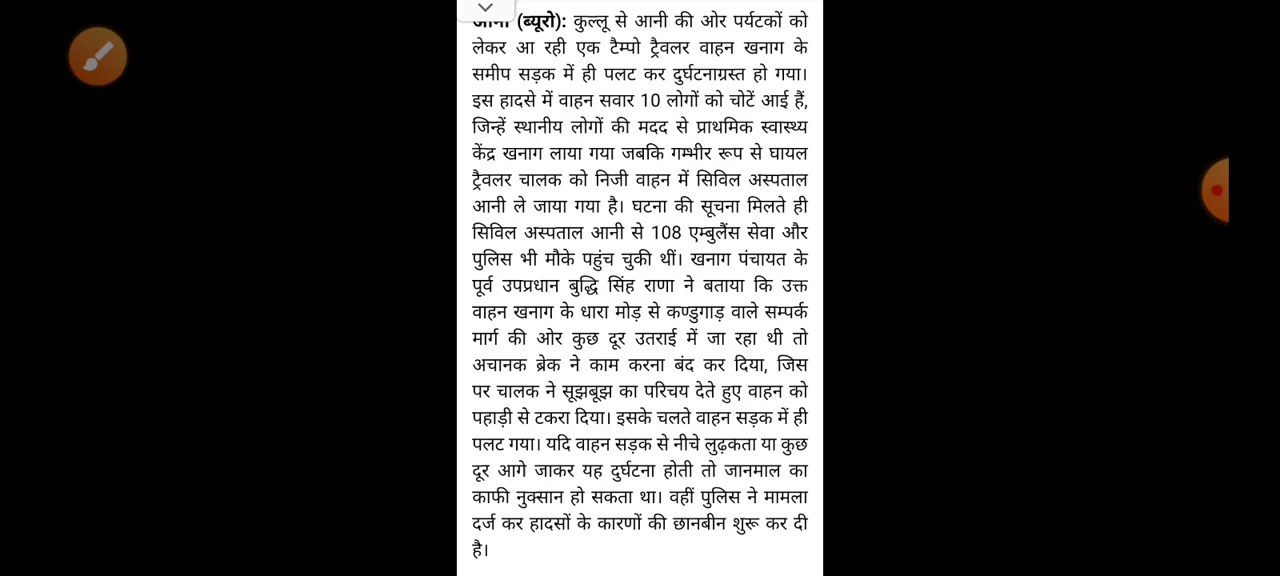 आनी (ब्यूरो): कुल्लू से आनी की ओर पर्यटकों को
लेकर आ रही एक टैम्पो ट्रैवलर वाहन खनाग के
समीप सड़क में ही पलट कर दुर्घटनाग्रस्त हो गया।
इस हादसे में वाहन सवार 10 लोगों को चोटें आई हैं,
जिन्हें स्थानीय लोगों की मदद से प्राथमिक स्वास्थ्य
केंद्र खनाग लाया गया जबकि गम्भीर रूप से घायल
ट्रैवलर चालक को निजी वाहन में सिविल अस्पताल
आनी ले जाया गया है। घटना की सूचना मिलते ही
सिविल अस्पताल आनी से 108 एम्बुलैंस सेवा और
पुलिस भी मौके पहुंच चुकी थीं। खनाग पंचायत के
पूर्व उपप्रधान बुद्धि सिंह राणा ने बताया कि उक्त
वाहन खनाग के धारा मोड़ से कण्डुगाड़ वाले सम्पर्क
मार्ग की ओर कुछ दूर उतराई में जा रहा थी तो
अचानक ब्रेक ने काम करना बंद कर दिया, जिस
पर चालक ने सूझबूझ का परिचय देते हुए वाहन को
पहाड़ी से टकरा दिया। इसके चलते वाहन सड़क में ही
पलट गया। यदि वाहन सड़क से नीचे लुढ़कता या कुछ
दूर आगे जाकर यह दुर्घटना होती तो जानमाल का
काफी नुक्सान हो सकता था। वहीं पुलिस ने मामला
दर्ज कर हादसों के कारणों की छानबीन शुरू कर दी
है।